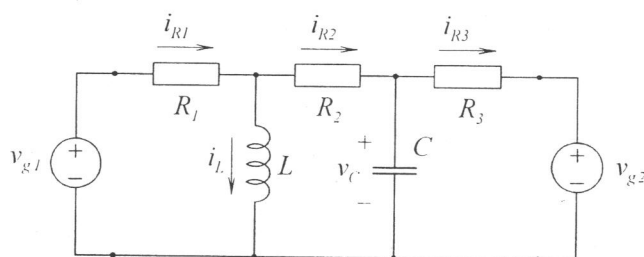 i_R1 i_R2 i_R3
R_1 R_2 R_3
v_g1 + − i_L L + v_C − C + − v_g2